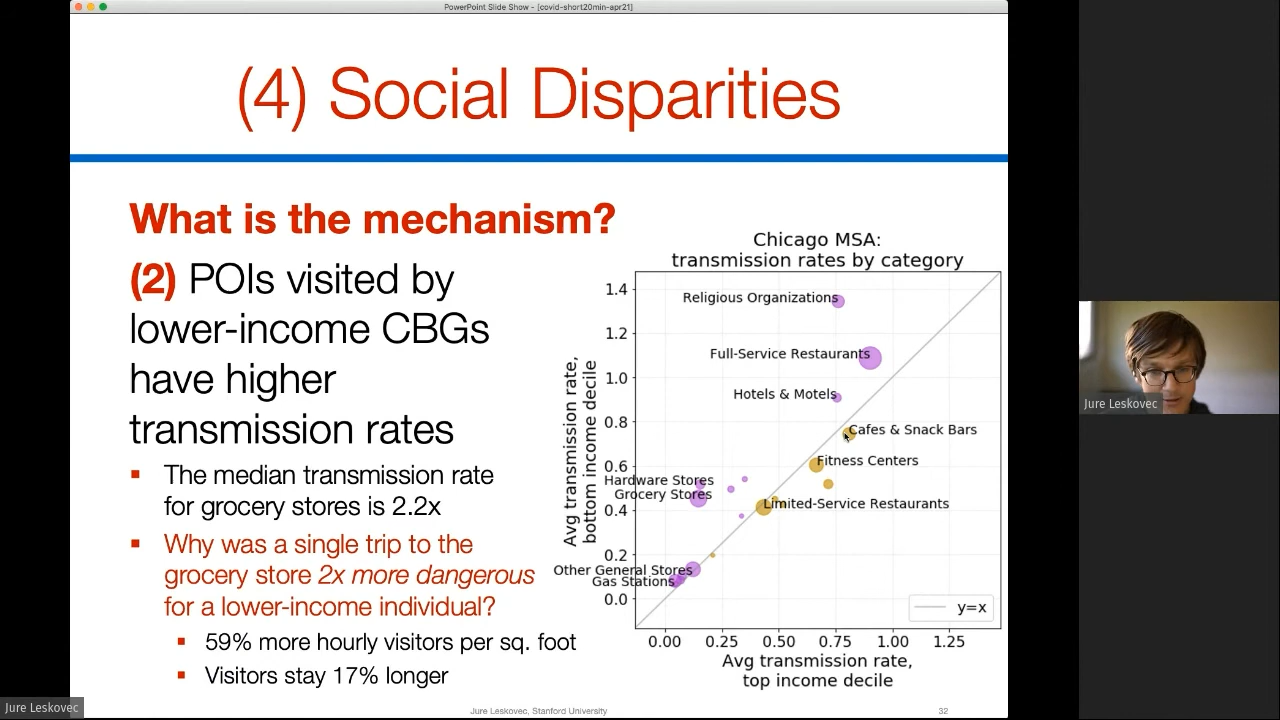 PowerPoint Slide Show - [covid-short20min-apr21]
(4) Social Disparities
What is the mechanism?
(2) POIs visited by
lower-income CBGs
have higher
transmission rates
▪ The median transmission rate
for grocery stores is 2.2x
▪ Why was a single trip to the
grocery store 2x more dangerous
for a lower-income individual?
▪ 59% more hourly visitors per sq. foot
▪ Visitors stay 17% longer
Chicago MSA:
transmission rates by category
Avg transmission rate,
bottom income decile
1.4
1.2
1.0
0.8
0.6
0.4
0.2
0.0
Religious Organizations
Full-Service Restaurants
Hotels & Motels
Cafes & Snack Bars
Fitness Centers
Hardware Stores
Grocery Stores
Limited-Service Restaurants
Other General Stores
Gas Stations
y=x
0.00 0.25 0.50 0.75 1.00 1.25
Avg transmission rate,
top income decile
Jure Leskovec, Stanford University
32
Jure Leskovec
Jure Leskovec